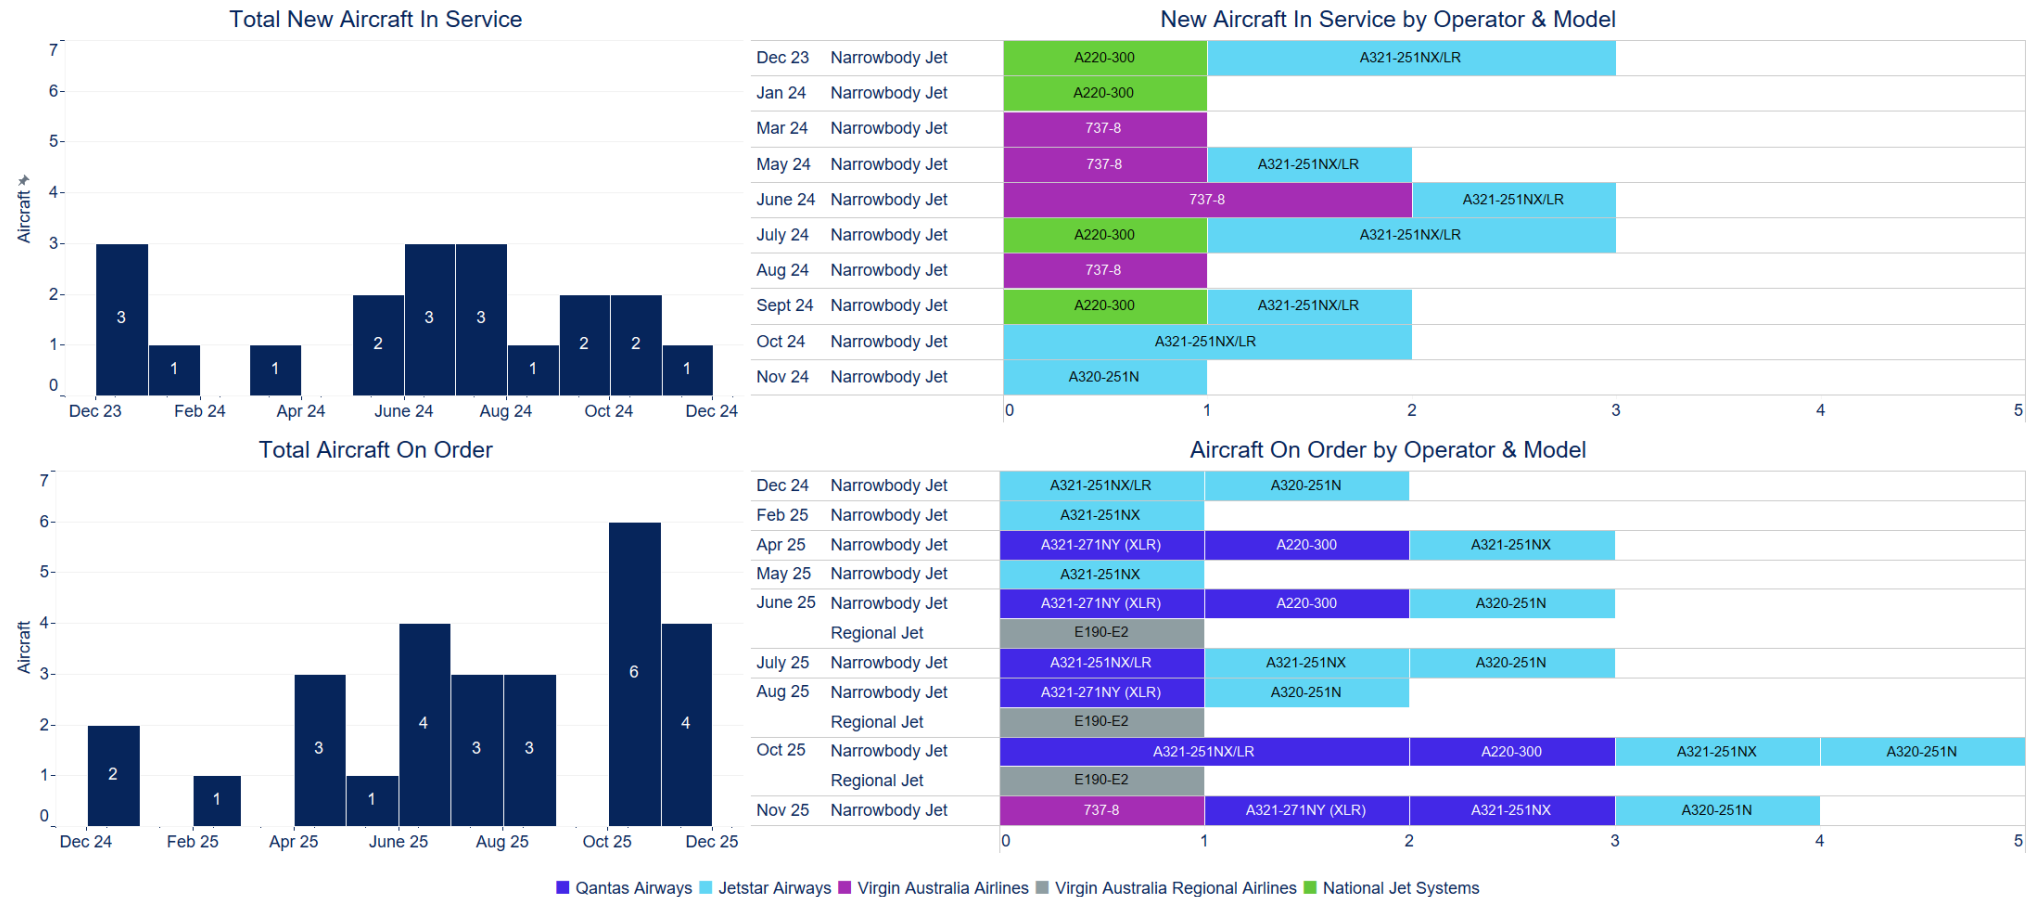 Total New Aircraft In Service
Aircraft
7
6
5
4
3
2
1
0
3
1
1
2
3
3
1
2
2
1
Dec 23 Feb 24 Apr 24 June 24 Aug 24 Oct 24 Dec 24
New Aircraft In Service by Operator & Model
Dec 23 Narrowbody Jet A220-300 A321-251NX/LR
Jan 24 Narrowbody Jet A220-300
Mar 24 Narrowbody Jet 737-8
May 24 Narrowbody Jet 737-8 A321-251NX/LR
June 24 Narrowbody Jet 737-8 A321-251NX/LR
July 24 Narrowbody Jet A220-300 A321-251NX/LR
Aug 24 Narrowbody Jet 737-8
Sept 24 Narrowbody Jet A220-300 A321-251NX/LR
Oct 24 Narrowbody Jet A321-251NX/LR
Nov 24 Narrowbody Jet A320-251N
0 1 2 3 4 5
Total Aircraft On Order
Aircraft
7
6
5
4
3
2
1
0
2
1
3
1
4
3
3
6
4
Dec 24 Feb 25 Apr 25 June 25 Aug 25 Oct 25 Dec 25
Aircraft On Order by Operator & Model
Dec 24 Narrowbody Jet A321-251NX/LR A320-251N
Feb 25 Narrowbody Jet A321-251NX
Apr 25 Narrowbody Jet A321-271NY (XLR) A220-300 A321-251NX
May 25 Narrowbody Jet A321-251NX
June 25 Narrowbody Jet A321-271NY (XLR) A220-300 A320-251N
Regional Jet E190-E2
July 25 Narrowbody Jet A321-251NX/LR A321-251NX A320-251N
Aug 25 Narrowbody Jet A321-271NY (XLR) A320-251N
Regional Jet E190-E2
Oct 25 Narrowbody Jet A321-251NX/LR A220-300 A321-251NX A320-251N
Regional Jet E190-E2
Nov 25 Narrowbody Jet 737-8 A321-271NY (XLR) A321-251NX A320-251N
0 1 2 3 4 5
Qantas Airways Jetstar Airways Virgin Australia Airlines Virgin Australia Regional Airlines National Jet Systems